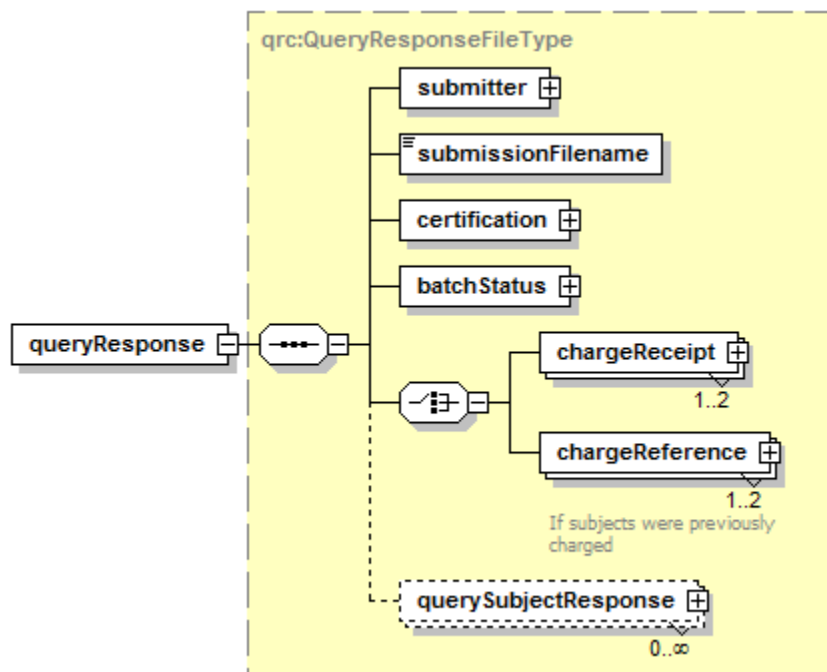 qrc:QueryResponseFileType
submitter
submissionFilename
certification
batchStatus
queryResponse
chargeReceipt
1..2
chargeReference
1..2
If subjects were previously
charged
querySubjectResponse
0..∞